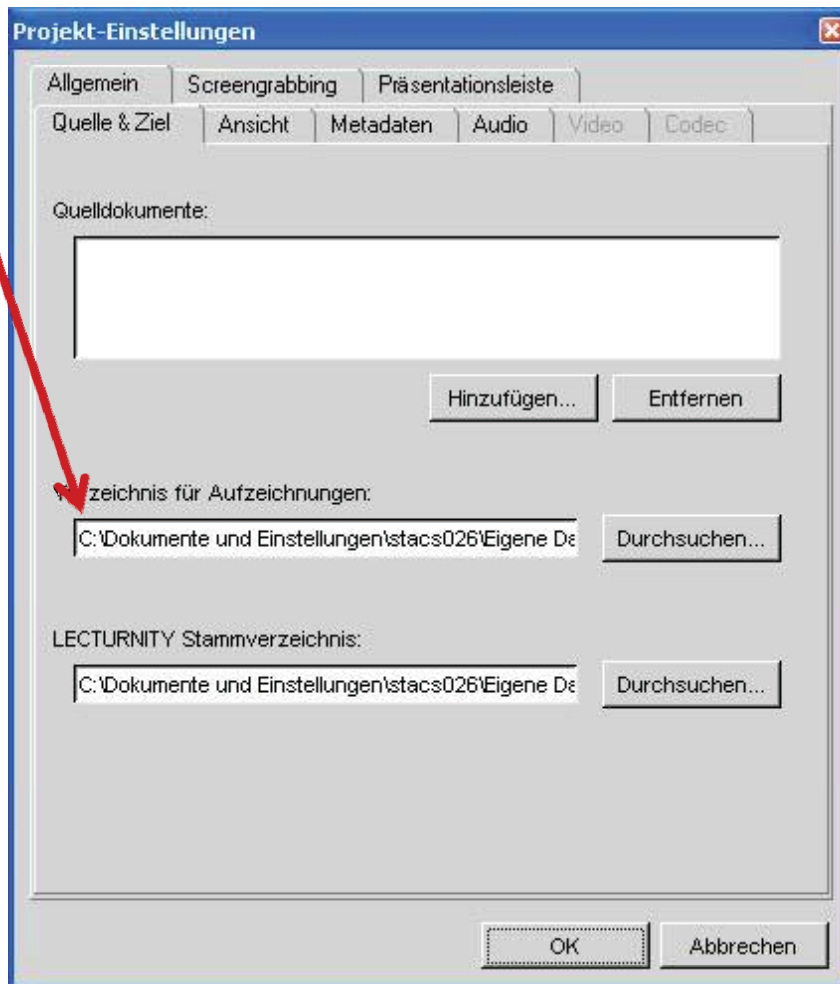 Projekt-Einstellungen
Allgemein Screengrabbing Präsentationsleiste
Quelle & Ziel Ansicht Metadaten Audio Video Codec
Quelldokumente:
Hinzufügen... Entfernen
Verzeichnis für Aufzeichnungen:
C:\Dokumente und Einstellungen\stacs026\Eigene Da Durchsuchen...
LECTURNITY Stammverzeichnis:
C:\Dokumente und Einstellungen\stacs026\Eigene Da Durchsuchen...
OK Abbrechen